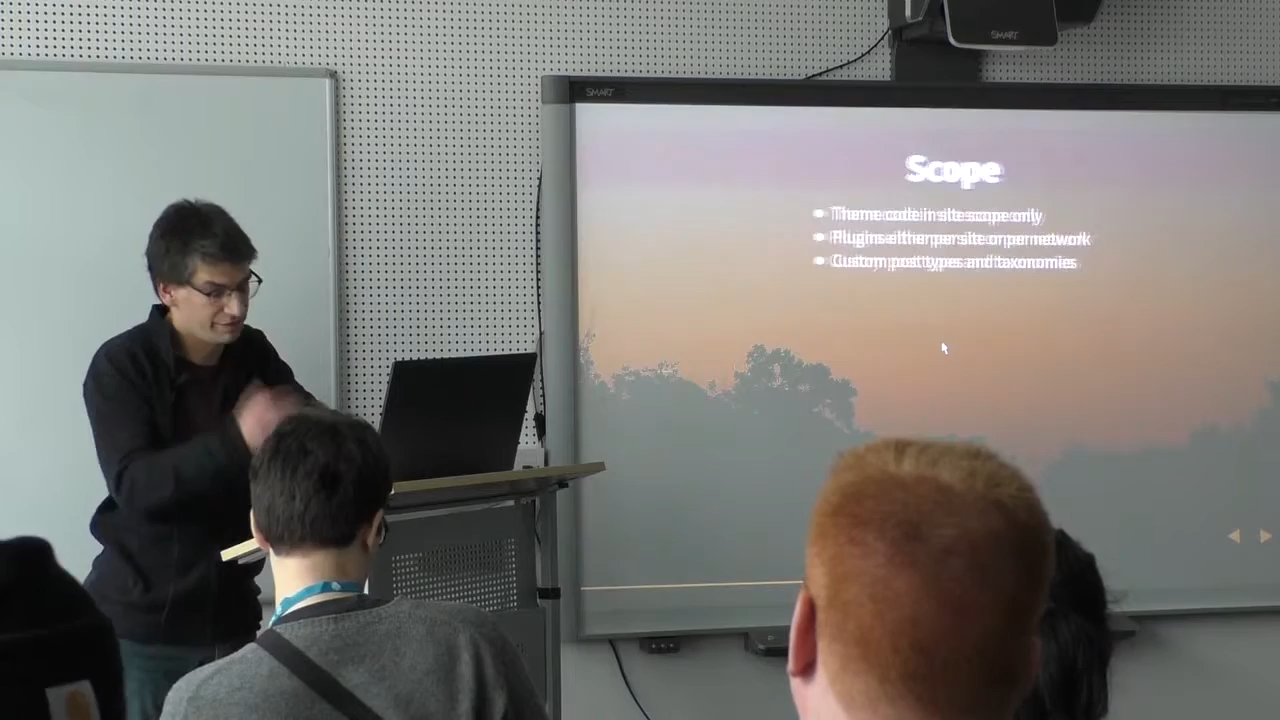 SMART
SMART
Scope
Theme code in site scope only
Plugins either per site or per network
Custom post types and taxonomies